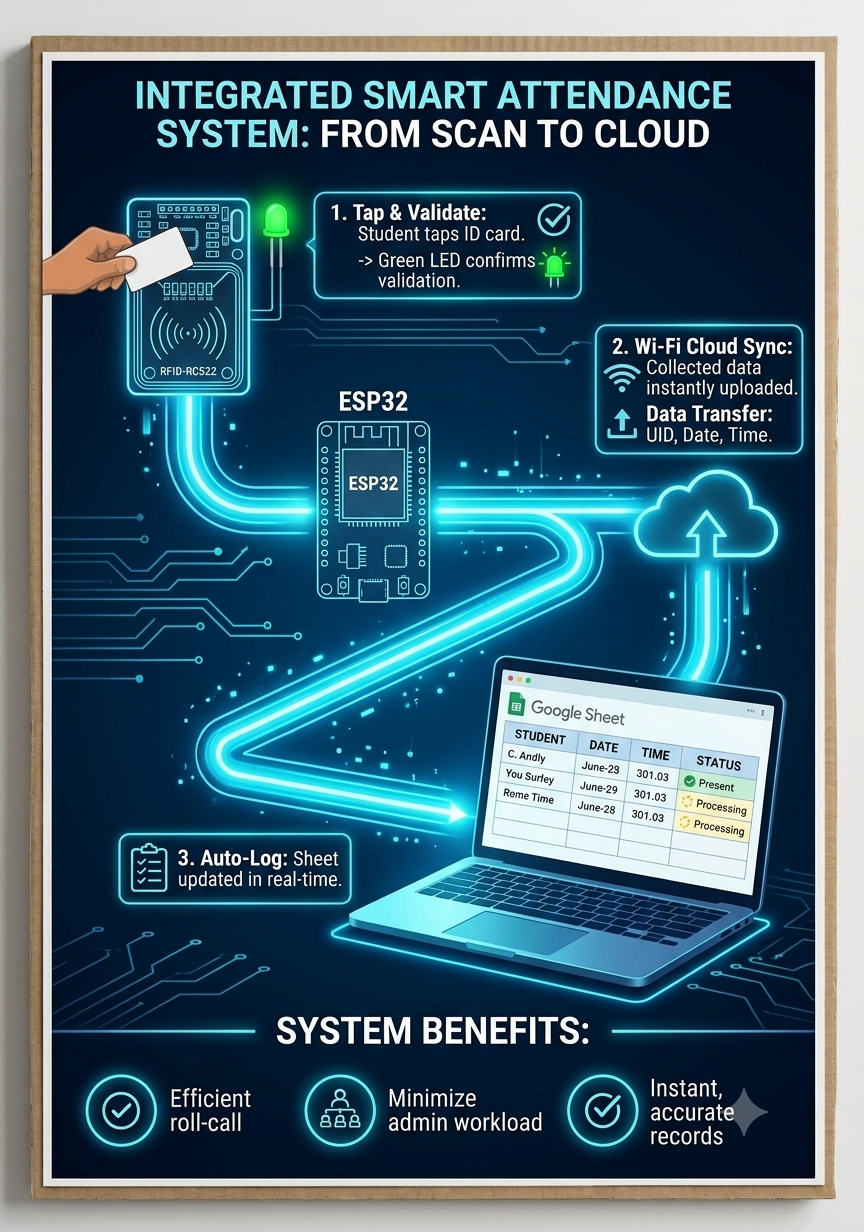 INTEGRATED SMART ATTENDANCE
SYSTEM: FROM SCAN TO CLOUD
1. Tap & Validate:
Student taps ID card.
-> Green LED confirms
validation.
RFID-RC522
2. Wi-Fi Cloud Sync:
Collected data
instantly uploaded.
Data Transfer:
UID, Date, Time.
ESP32
ESP32
Google Sheet
STUDENT DATE TIME STATUS
C. Andly June-23 301.03 Present
You Surley June-29 301.03 Processing
Reme Time June-28 301.03 Processing
3. Auto-Log: Sheet
updated in real-time.
SYSTEM BENEFITS:
Efficient
roll-call
Minimize
admin workload
Instant,
accurate
records